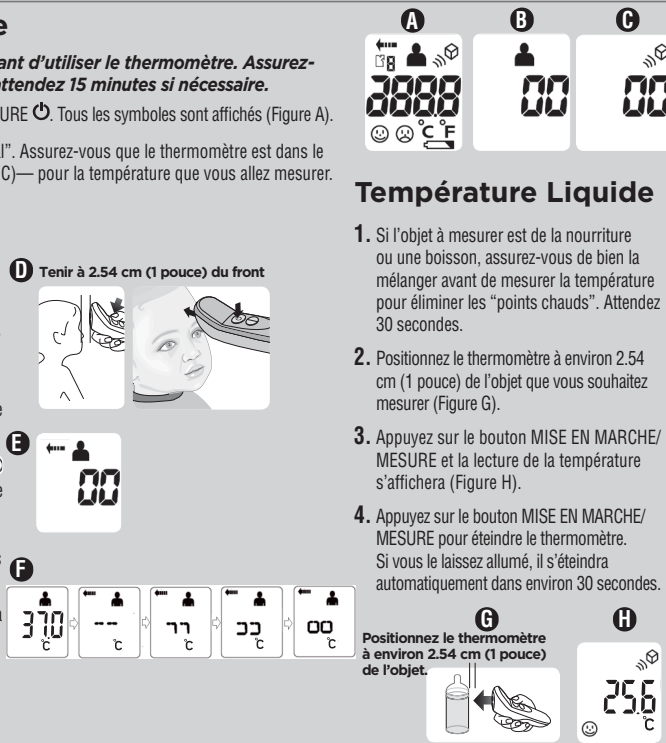 ant d’utiliser le thermomètre. Assurez-
attendez 15 minutes si nécessaire.
URE. Tous les symboles sont affichés (Figure A).
Assurez-vous que le thermomètre est dans le
C)— pour la température que vous allez mesurer.
D Tenir à 2.54 cm (1 pouce) du front
E
00
F
37.0 °C
-- °C
°C
°C
00 °C
A
8
888.8
°C °F
B
00
C
00
Température Liquide
1. Si l’objet à mesurer est de la nourriture
ou une boisson, assurez-vous de bien la
mélanger avant de mesurer la température
pour éliminer les “points chauds”. Attendez
30 secondes.
2. Positionnez le thermomètre à environ 2.54
cm (1 pouce) de l’objet que vous souhaitez
mesurer (Figure G).
3. Appuyez sur le bouton MISE EN MARCHE/
MESURE et la lecture de la température
s’affichera (Figure H).
4. Appuyez sur le bouton MISE EN MARCHE/
MESURE pour éteindre le thermomètre.
Si vous le laissez allumé, il s’éteindra
automatiquement dans environ 30 secondes.
G
Positionnez le thermomètre
à environ 2.54 cm (1 pouce)
de l’objet.
H
25.6
°C